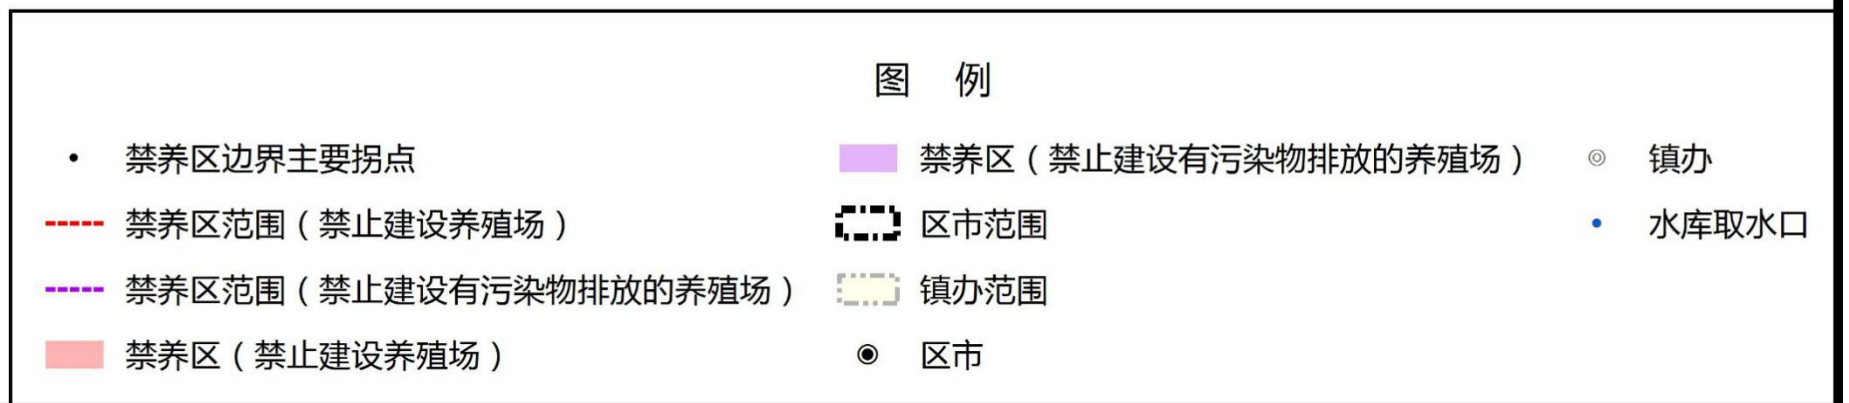 图 例
禁养区边界主要拐点
禁养区范围（禁止建设养殖场）
禁养区范围（禁止建设有污染物排放的养殖场）
禁养区（禁止建设养殖场）
禁养区（禁止建设有污染物排放的养殖场）
区市范围
镇办范围
区市
镇办
水库取水口